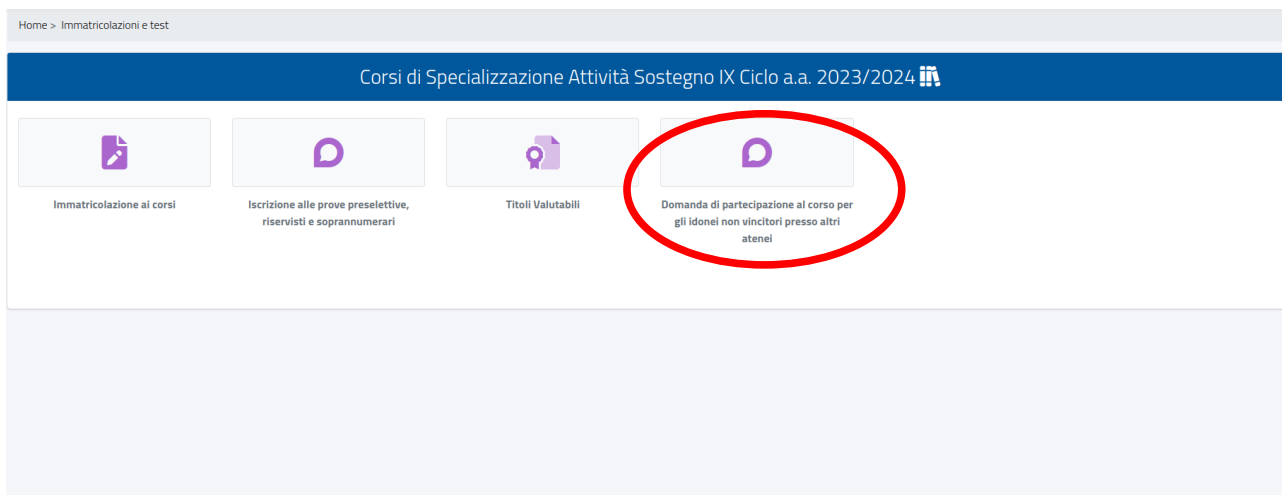 Home > Immatricolazioni e test
Corsi di Specializzazione Attività Sostegno IX Ciclo a.a. 2023/2024
Immatricolazione ai corsi
Iscrizione alle prove preselettive,
riservisti e soprannumerari
Titoli Valutabili
Domanda di partecipazione al corso per
gli idonei non vincitori presso altri
atenei